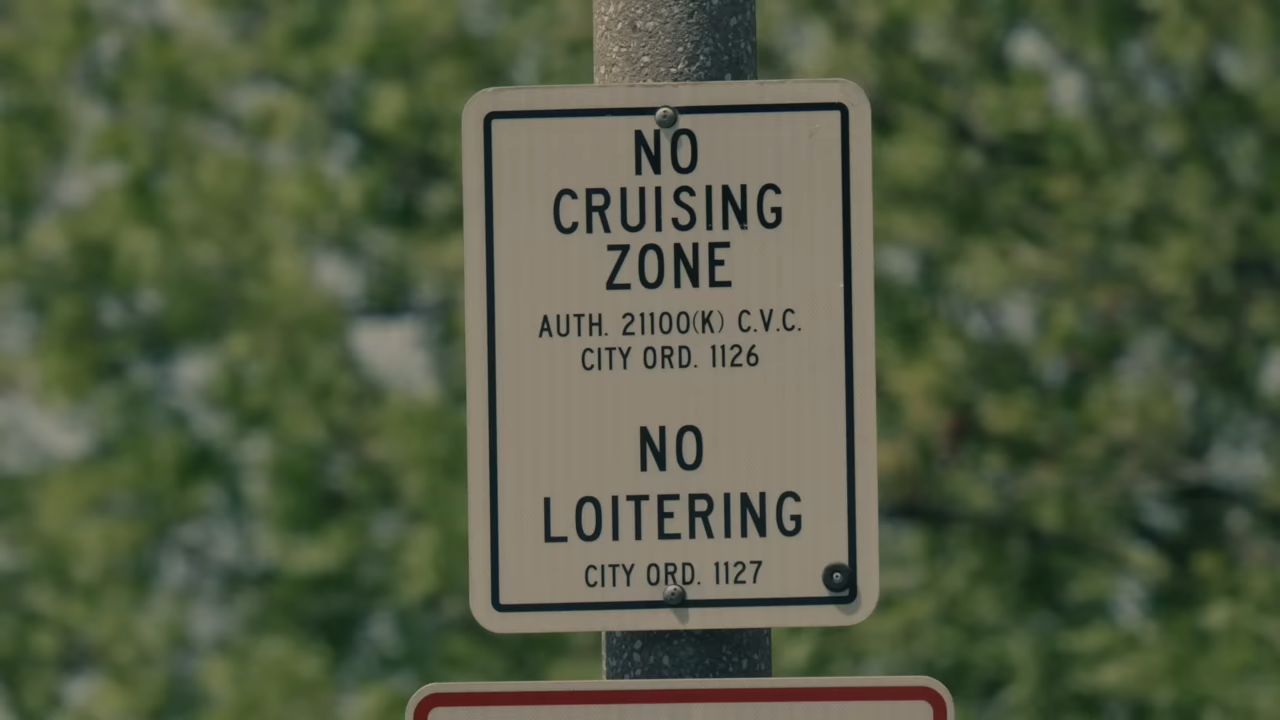 NO
CRUISING
ZONE
AUTH. 21100(K) C.V.C.
CITY ORD. 1126
NO
LOITERING
CITY ORD. 1127